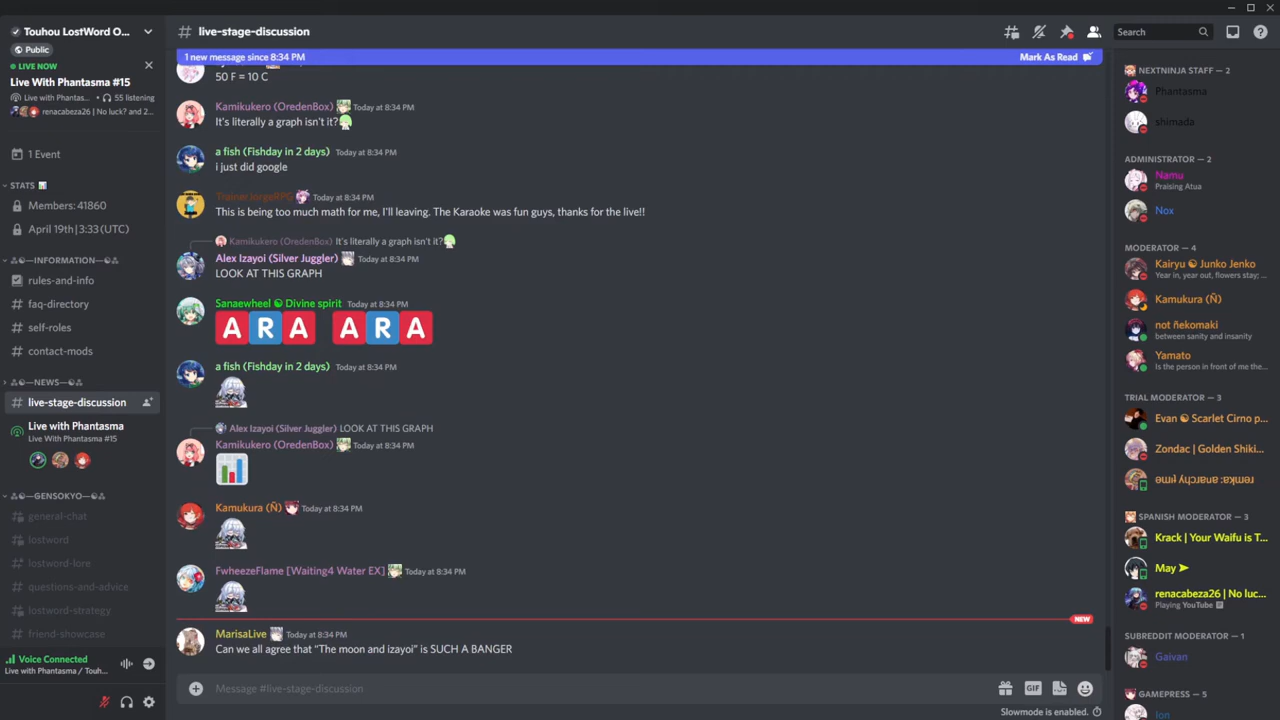 Touhou LostWord O...
Public
LIVE NOW
Live With Phantasma #15
Live with Phantas... • 55 listening
renacabeza26 | No luck? and 2...
1 Event
STATS
Members: 41860
April 19th | 3:33 (UTC)
INFORMATION
rules-and-info
faq-directory
self-roles
contact-mods
NEWS
live-stage-discussion
Live with Phantasma
Live With Phantasma #15
GENSOKYO
general-chat
lostword
lostword-lore
questions-and-advice
lostword-strategy
friend-showcase
Voice Connected
Live with Phantasma / Touh...
# live-stage-discussion
Search
1 new message since 8:34 PM
Mark As Read
50 F = 10 C
Kamikukero (OredenBox) Today at 8:34 PM
It's literally a graph isn't it?
a fish (Fishday in 2 days) Today at 8:34 PM
i just did google
TrainerJorgeRPG Today at 8:34 PM
This is being too much math for me, I'll leaving. The Karaoke was fun guys, thanks for the live!!
Kamikukero (OredenBox) It's literally a graph isn't it?
Alex Izayoi (Silver Juggler) Today at 8:34 PM
LOOK AT THIS GRAPH
Sanaewheel ☯ Divine spirit Today at 8:34 PM
ARA ARA
a fish (Fishday in 2 days) Today at 8:34 PM
Alex Izayoi (Silver Juggler) LOOK AT THIS GRAPH
Kamikukero (OredenBox) Today at 8:34 PM
Kamukura (Ñ) Today at 8:34 PM
FwheezeFlame [Waiting4 Water EX] Today at 8:34 PM
NEW
MarisaLive Today at 8:34 PM
Can we all agree that “The moon and izayoi” is SUCH A BANGER
Message #live-stage-discussion
GIF
Slowmode is enabled.
NEXTNINJA STAFF — 2
Phantasma
shimada
ADMINISTRATOR — 2
Namu
Praising Atua
Nox
MODERATOR — 4
Kairyu ☯ Junko Jenko
Year in, year out, flowers stay; ...
Kamukura (Ñ)
not ñekomaki
between sanity and insanity
Yamato
Is the person in front of me the...
TRIAL MODERATOR — 3
Evan ☯ Scarlet Cirno p...
Zondac | Golden Shiki...
SPANISH MODERATOR — 3
Krack | Your Waifu is T...
May ➤
renacabeza26 | No luc...
Playing YouTube
SUBREDDIT MODERATOR — 1
Gaivan
GAMEPRESS — 5